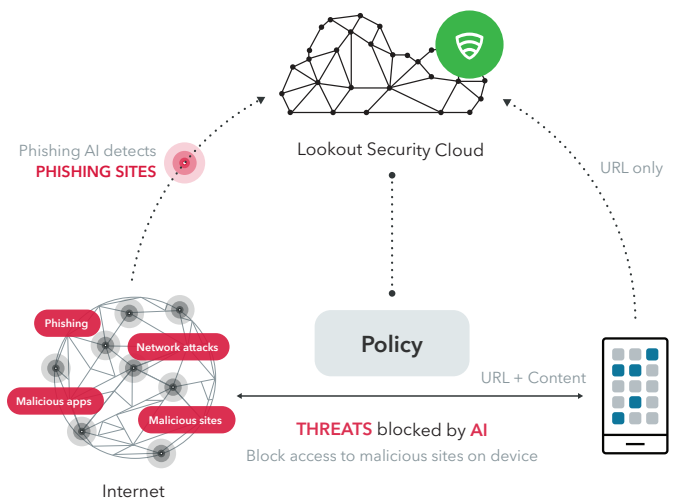 Lookout Security Cloud
Phishing AI detects
PHISHING SITES
URL only
Phishing
Network attacks
Malicious apps
Malicious sites
Internet
Policy
URL + Content
THREATS blocked by AI
Block access to malicious sites on device